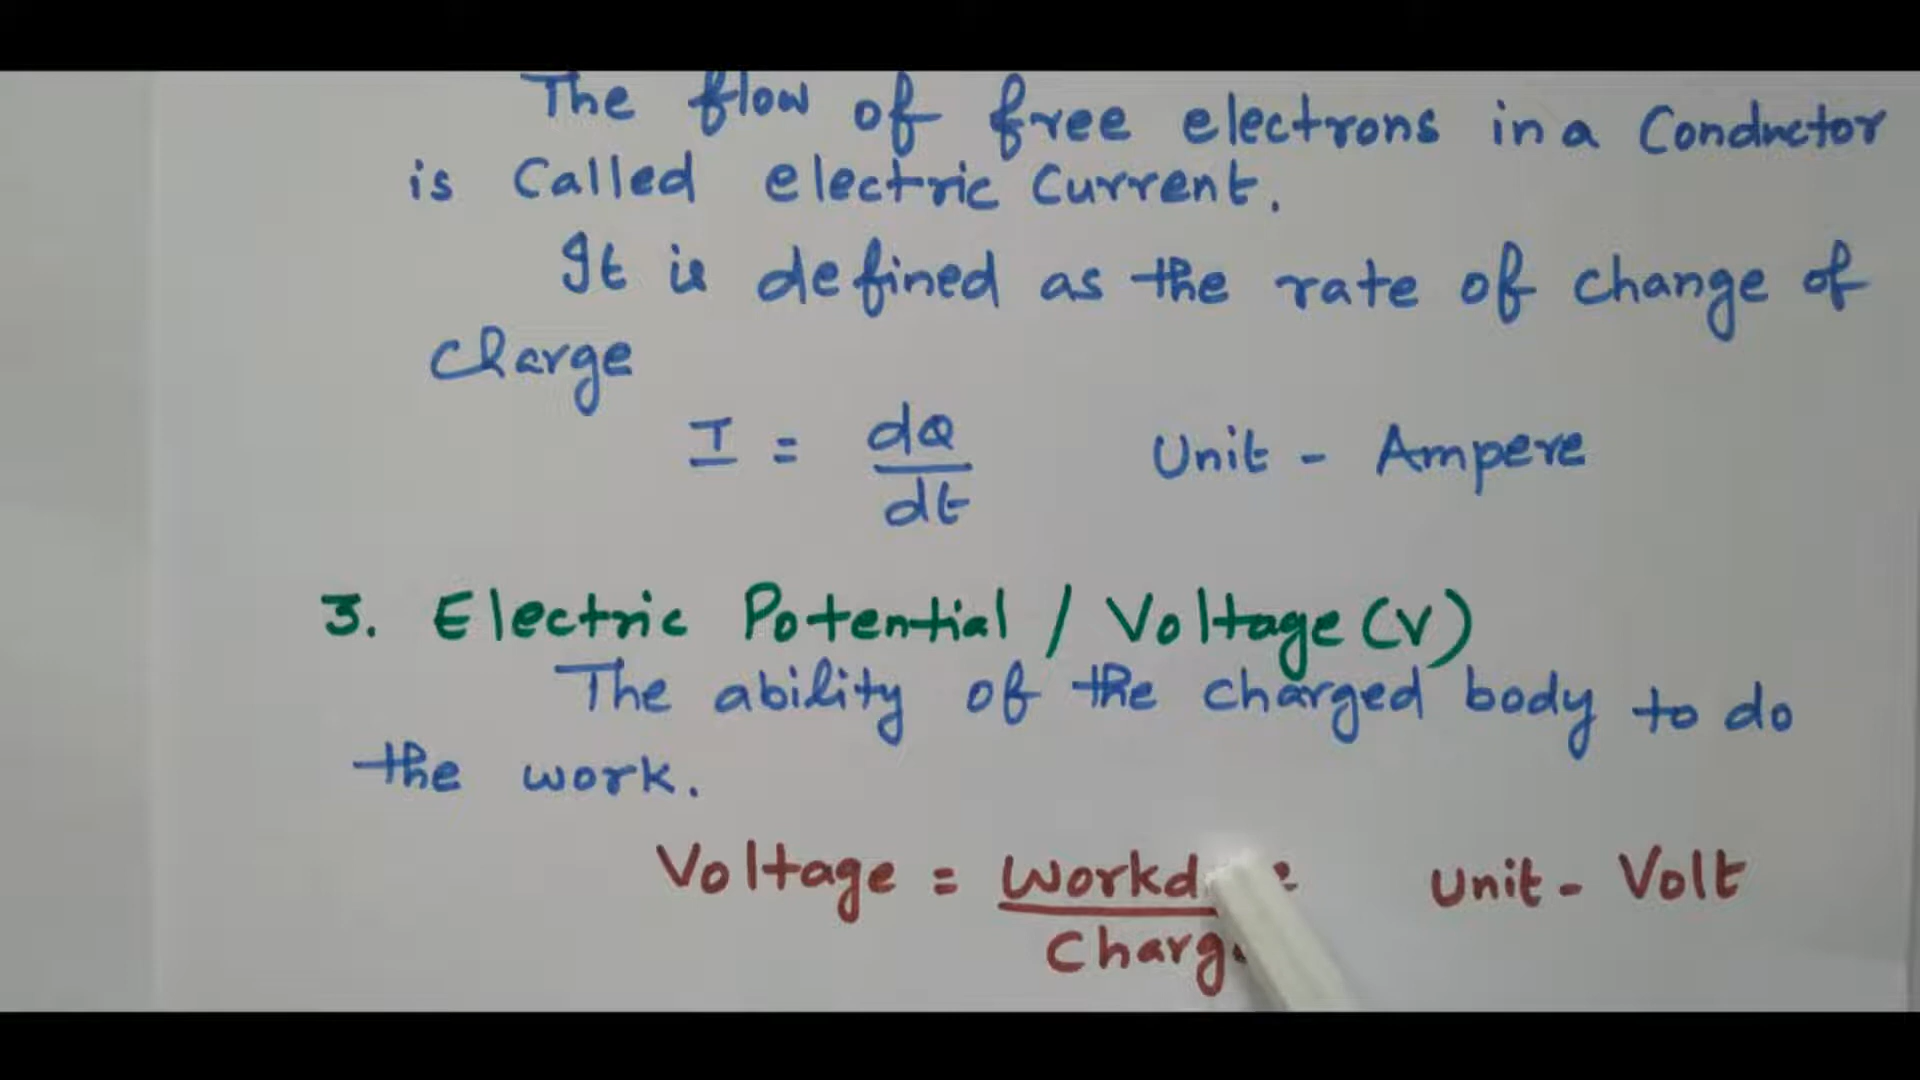 The flow of free electrons in a Conductor
is Called electric Current.
It is defined as the rate of change of
Charge
I = dQ/dt Unit - Ampere
3. Electric Potential / Voltage (V)
The ability of the charged body to do
the work.
Voltage = Workd Unit - Volt
Charg